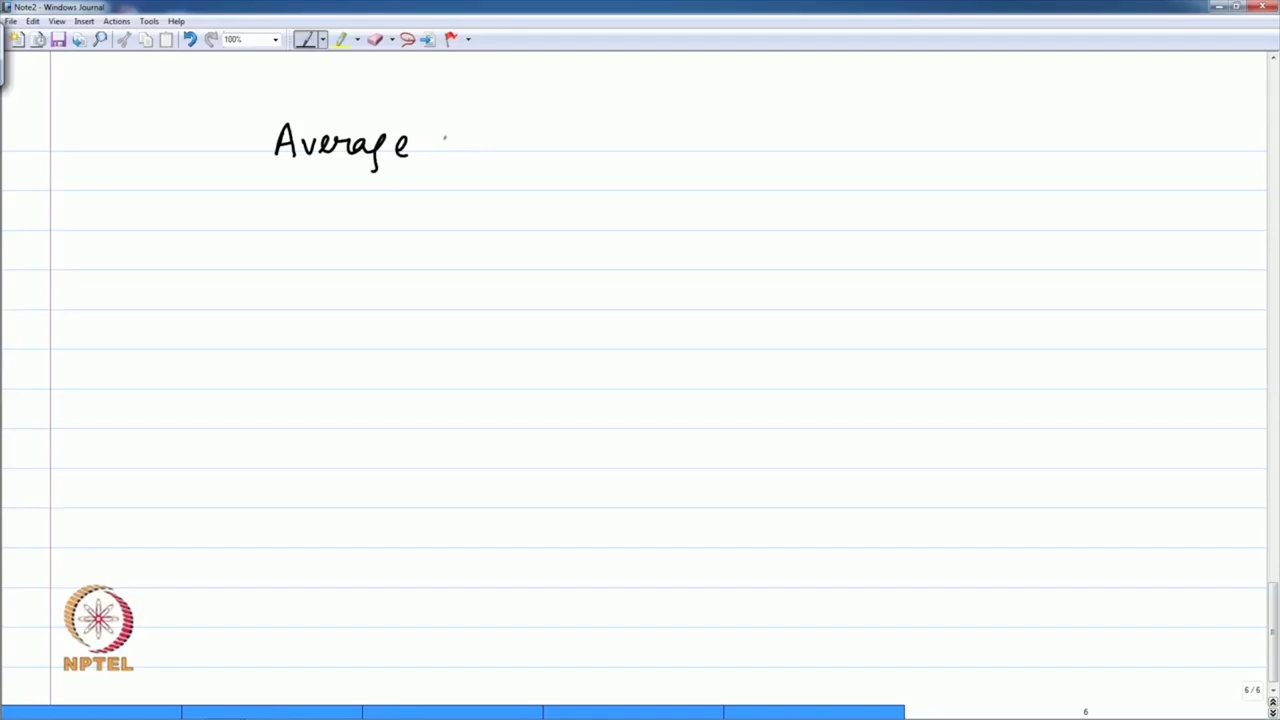 Note2 - Windows Journal
File Edit View Insert Actions Tools Help
100%
Average
NPTEL
6 / 6
6